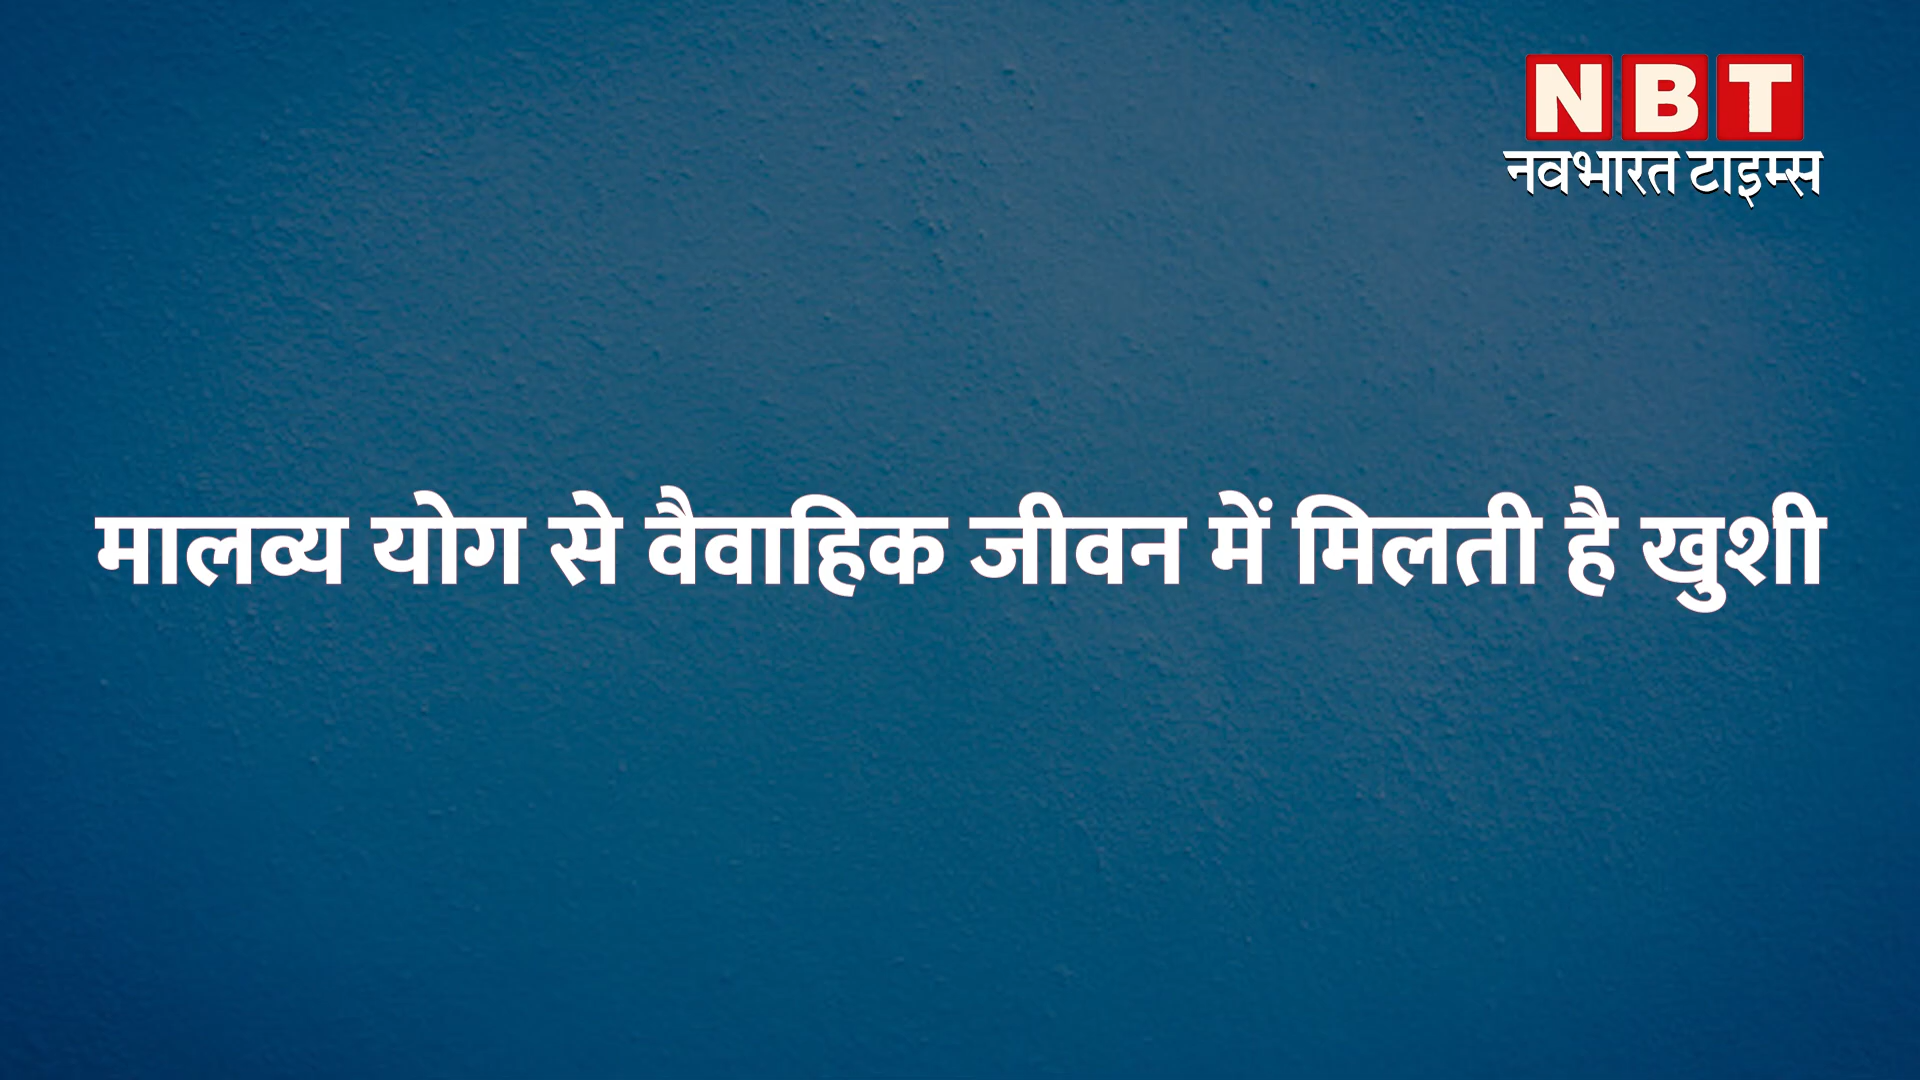 NBT
नवभारत टाइम्स
मालव्य योग से वैवाहिक जीवन में मिलती है खुशी